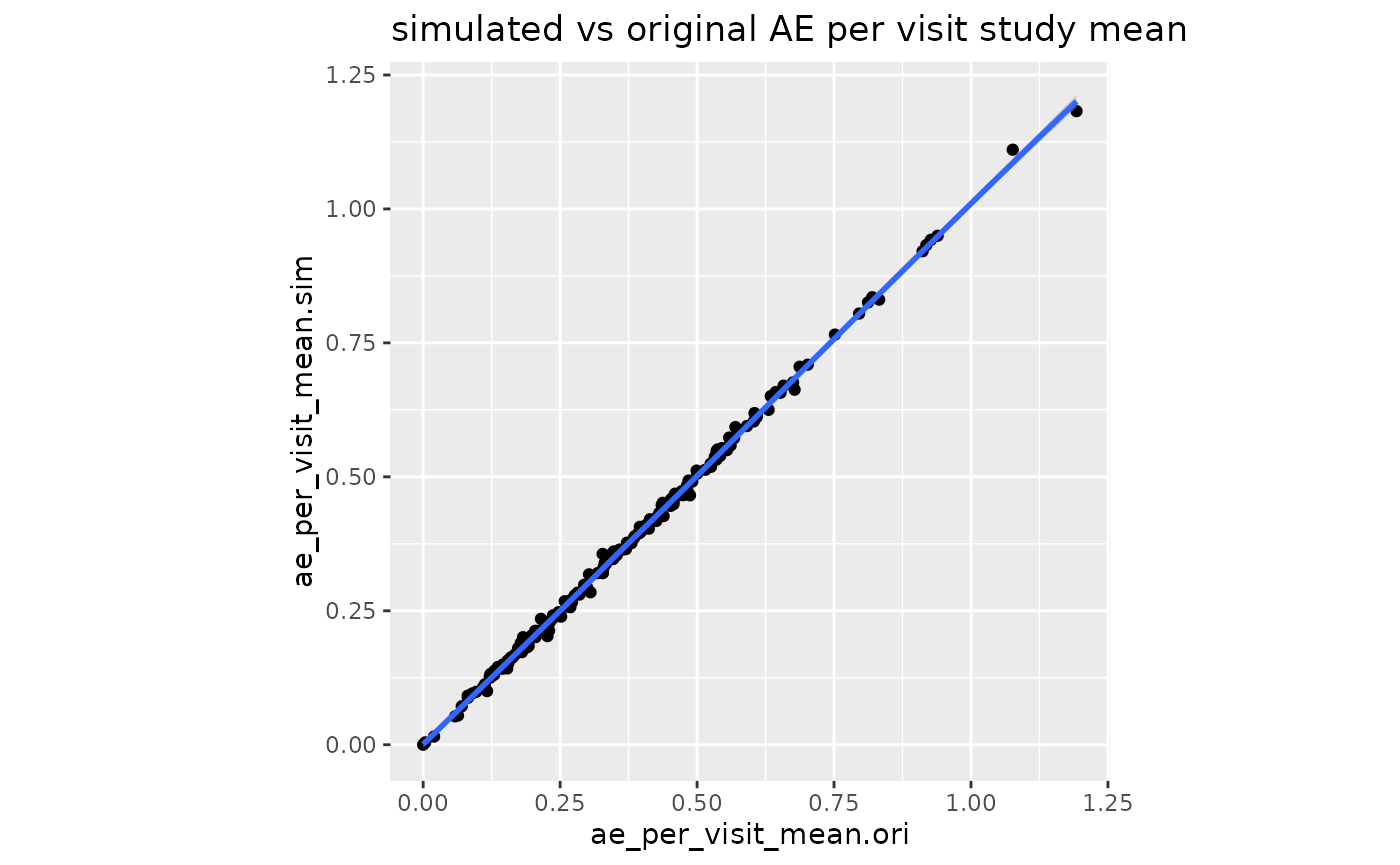 simulated vs original AE per visit study mean
1.25
1.00
0.75
0.50
0.25
0.00
ae_per_visit_mean.sim
0.00 0.25 0.50 0.75 1.00 1.25
ae_per_visit_mean.ori